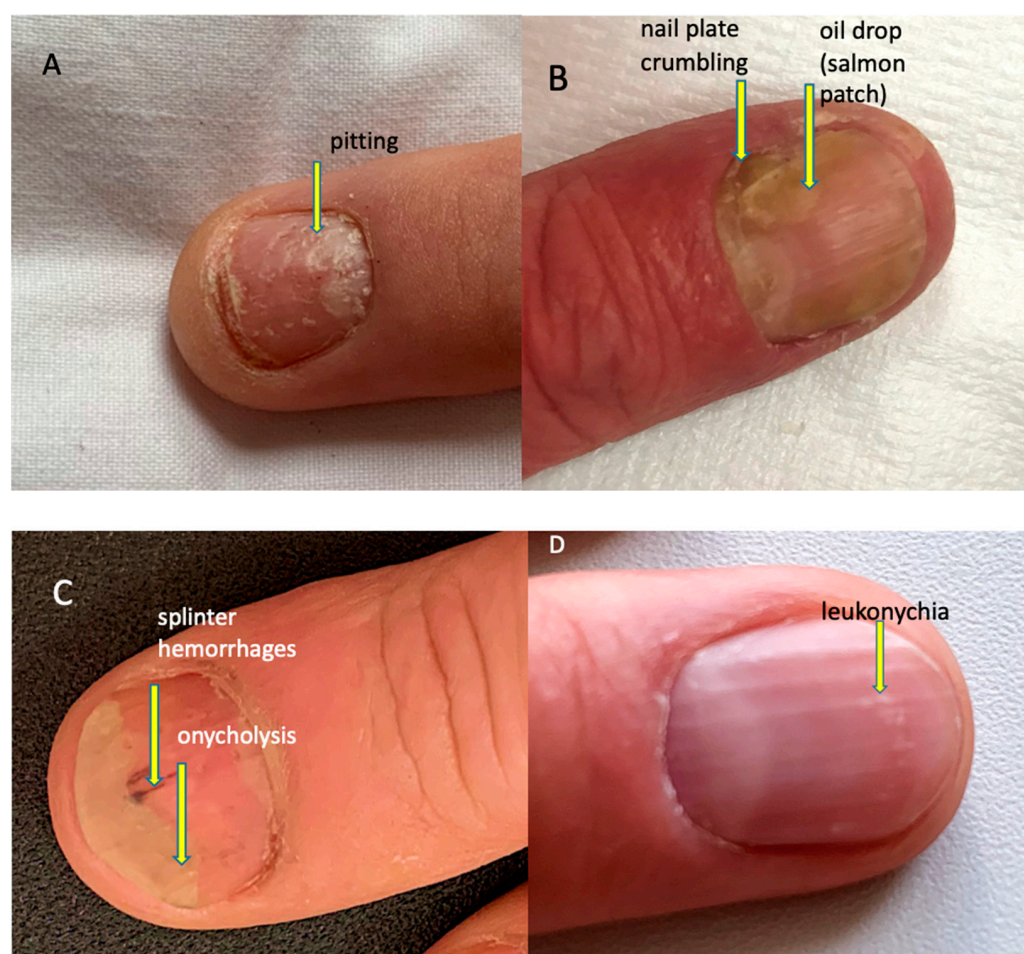 A
pitting
B
nail plate
crumbling
oil drop
(salmon
patch)
C
splinter
hemorrhages
onycholysis
D
leukonychia